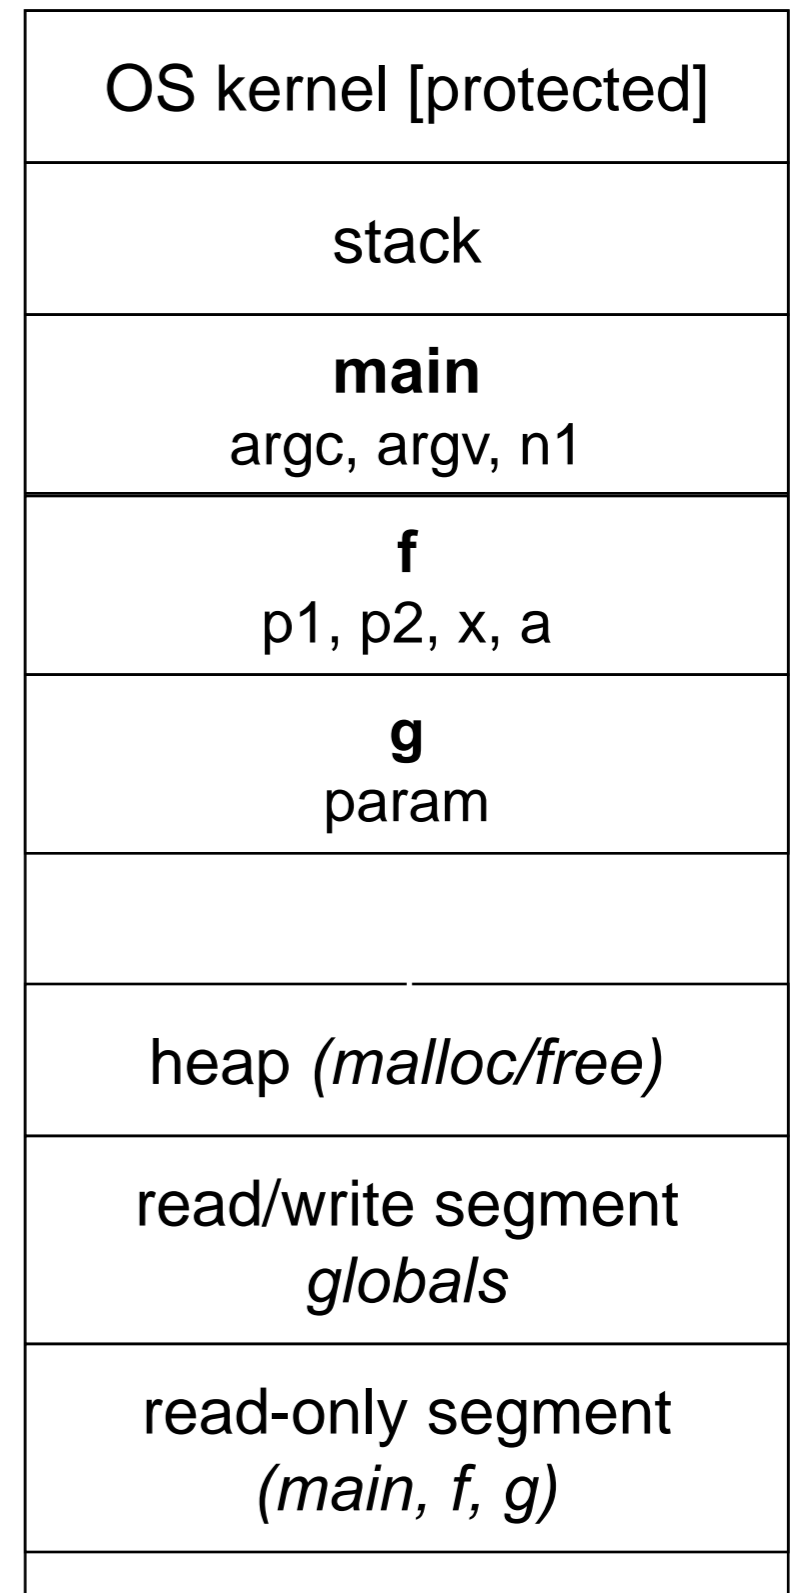 OS kernel [protected]
stack
main
argc, argv, n1
f
p1, p2, x, a
g
param
heap (malloc/free)
read/write segment
globals
read-only segment
(main, f, g)